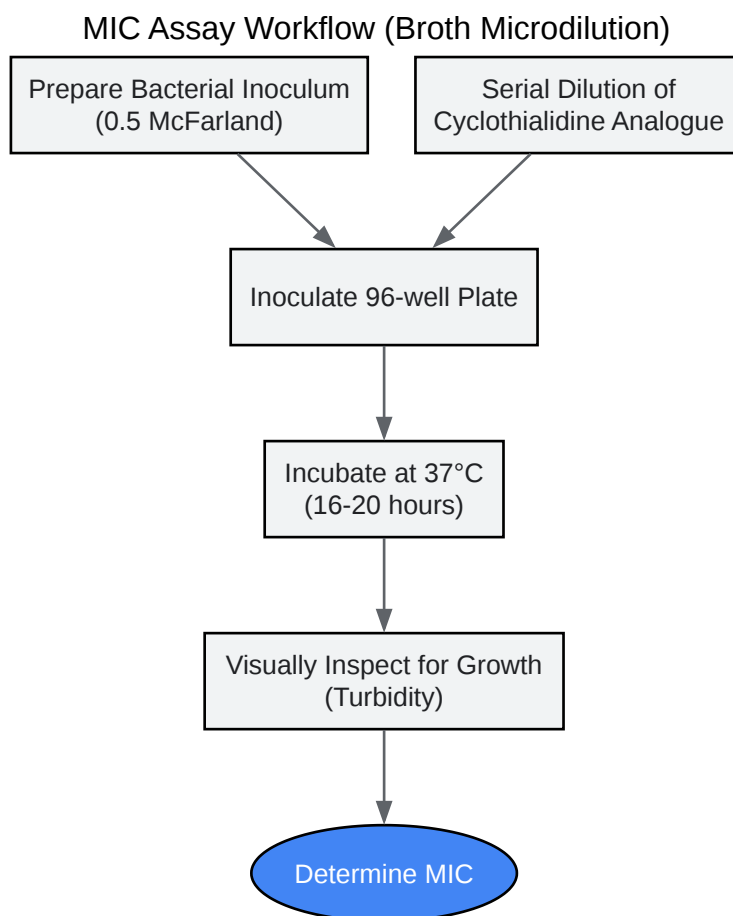 MIC Assay Workflow (Broth Microdilution)
Prepare Bacterial Inoculum
(0.5 McFarland)
Serial Dilution of
Cyclothialidine Analogue
Inoculate 96-well Plate
Incubate at 37°C
(16-20 hours)
Visually Inspect for Growth
(Turbidity)
Determine MIC